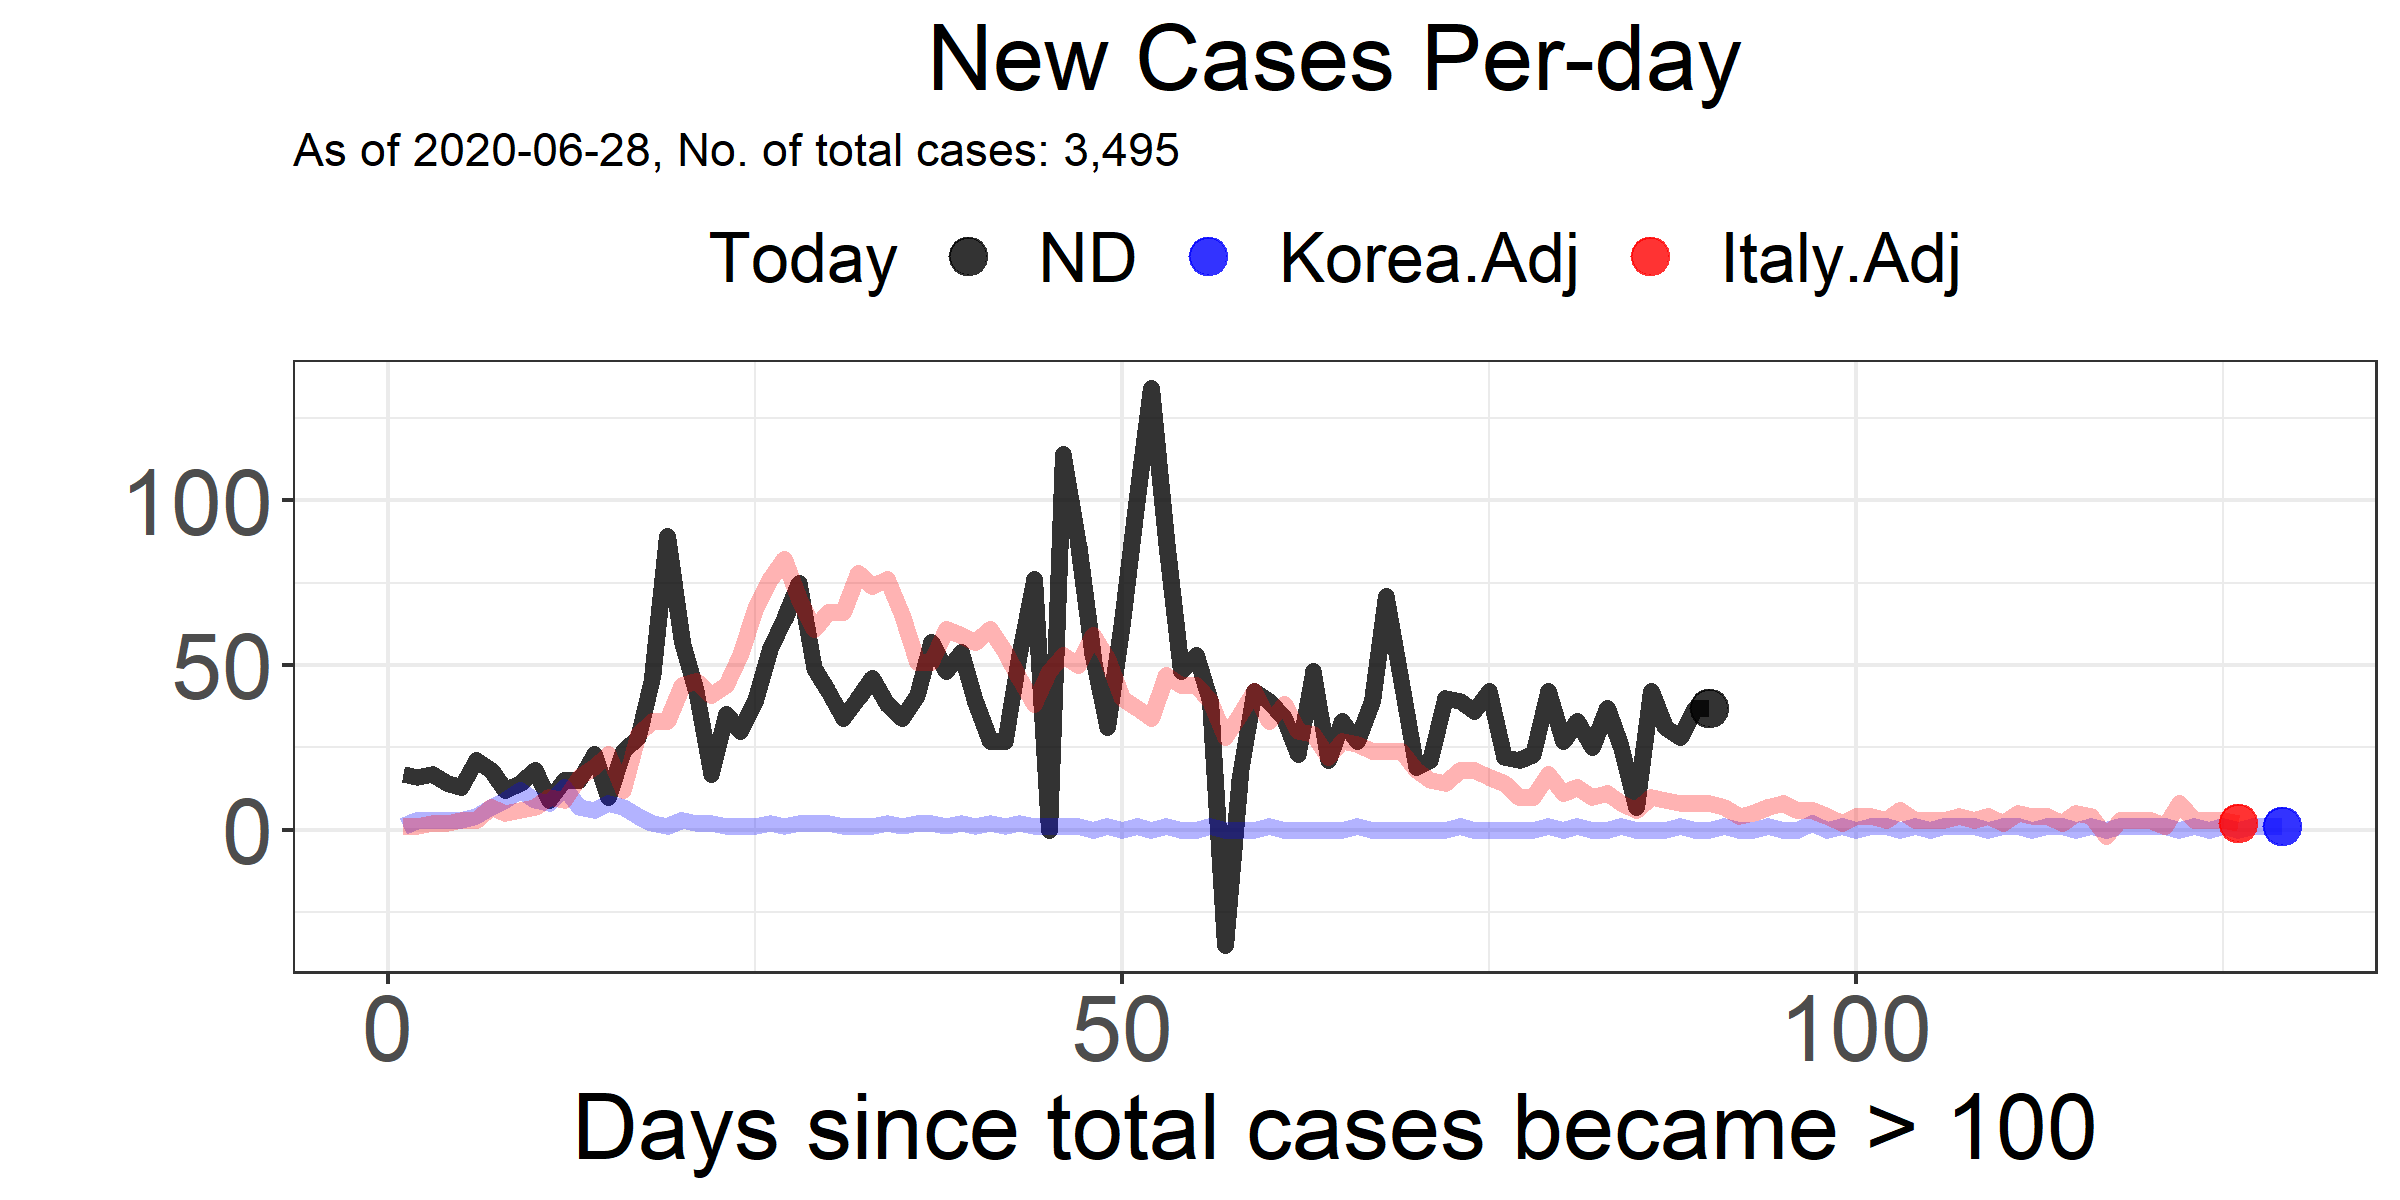 New Cases Per-day
As of 2020-06-28, No. of total cases: 3,495
Today ND Korea.Adj Italy.Adj
100
50
0
0 50 100
Days since total cases became > 100